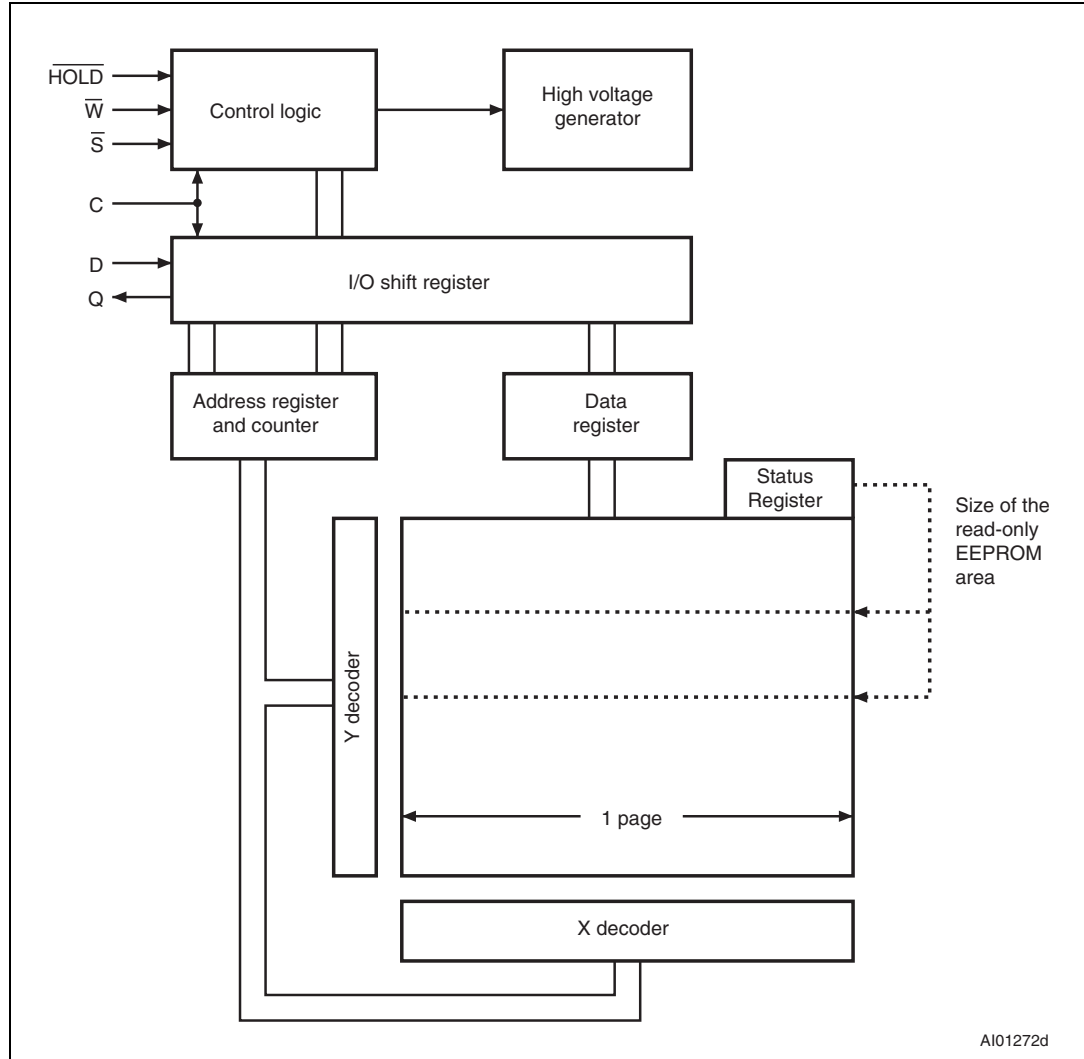 H̅O̅L̅D̅
W̅
S̅
C
D
Q
Control logic
High voltage
generator
I/O shift register
Address register
and counter
Data
register
Status
Register
Size of the
read-only
EEPROM
area
Y decoder
1 page
X decoder
AI01272d